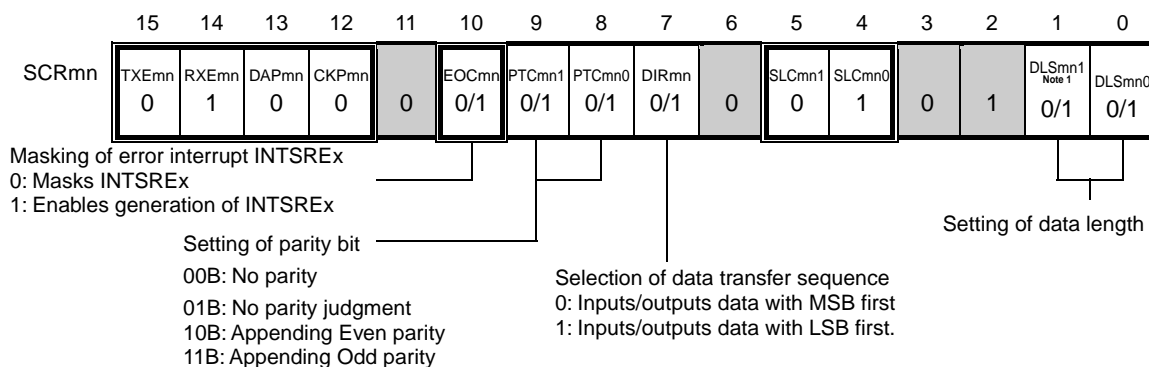 15 14 13 12 11 10 9 8 7 6 5 4 3 2 1 0
SCRmn
TXEmn RXEmn DAPmn CKPmn EOCmn PTCmn1 PTCmn0 DIRmn SLCmn1 SLCmn0 DLSmn1 DLSmn0
Note 1
0 1 0 0 0 0/1 0/1 0/1 0/1 0 0 1 0 1 0/1 0/1
Masking of error interrupt INTSREx
0: Masks INTSREx
1: Enables generation of INTSREx
Setting of parity bit
00B: No parity
01B: No parity judgment
10B: Appending Even parity
11B: Appending Odd parity
Selection of data transfer sequence
0: Inputs/outputs data with MSB first
1: Inputs/outputs data with LSB first.
Setting of data length